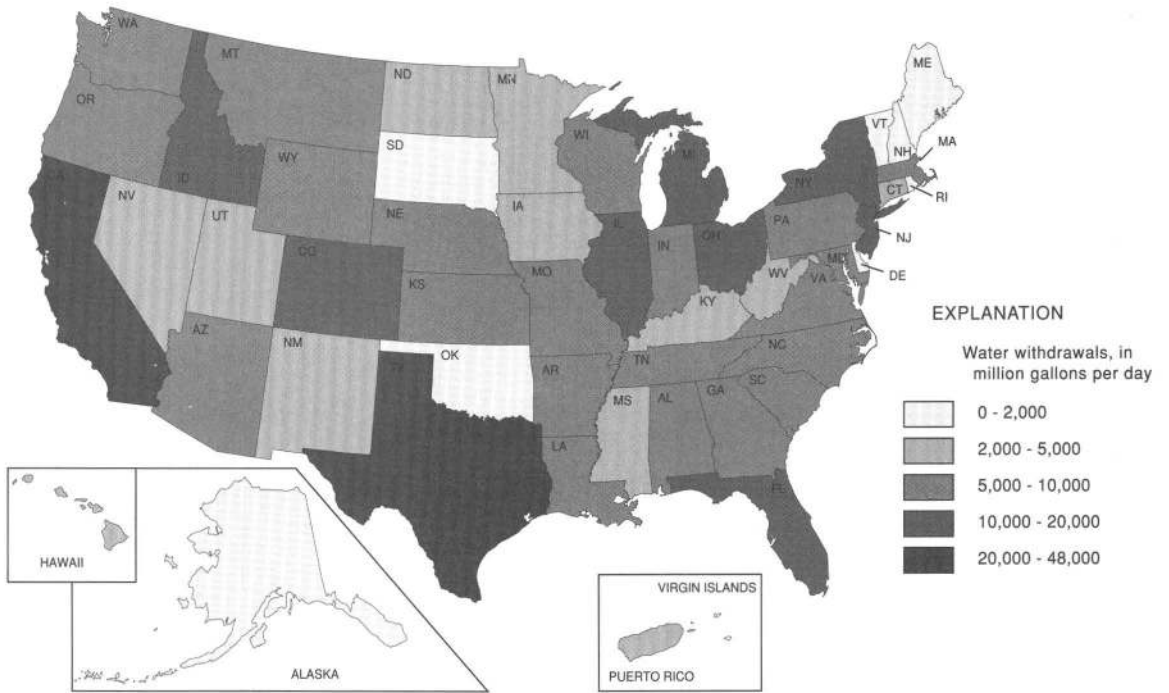 WA
MT
ND
MN
ME
OR
ID
WY
SD
WI
MI
VT
NH
MA
NY
CT
RI
NV
UT
NE
IA
PA
NJ
CA
CO
IL
IN
OH
MD
DE
KS
MO
WV
VA
KY
AZ
NM
OK
TX
AR
TN
NC
SC
MS
AL
GA
LA
FL
EXPLANATION
Water withdrawals, in
million gallons per day
0 - 2,000
2,000 - 5,000
5,000 - 10,000
10,000 - 20,000
20,000 - 48,000
HAWAII
ALASKA
VIRGIN ISLANDS
PUERTO RICO